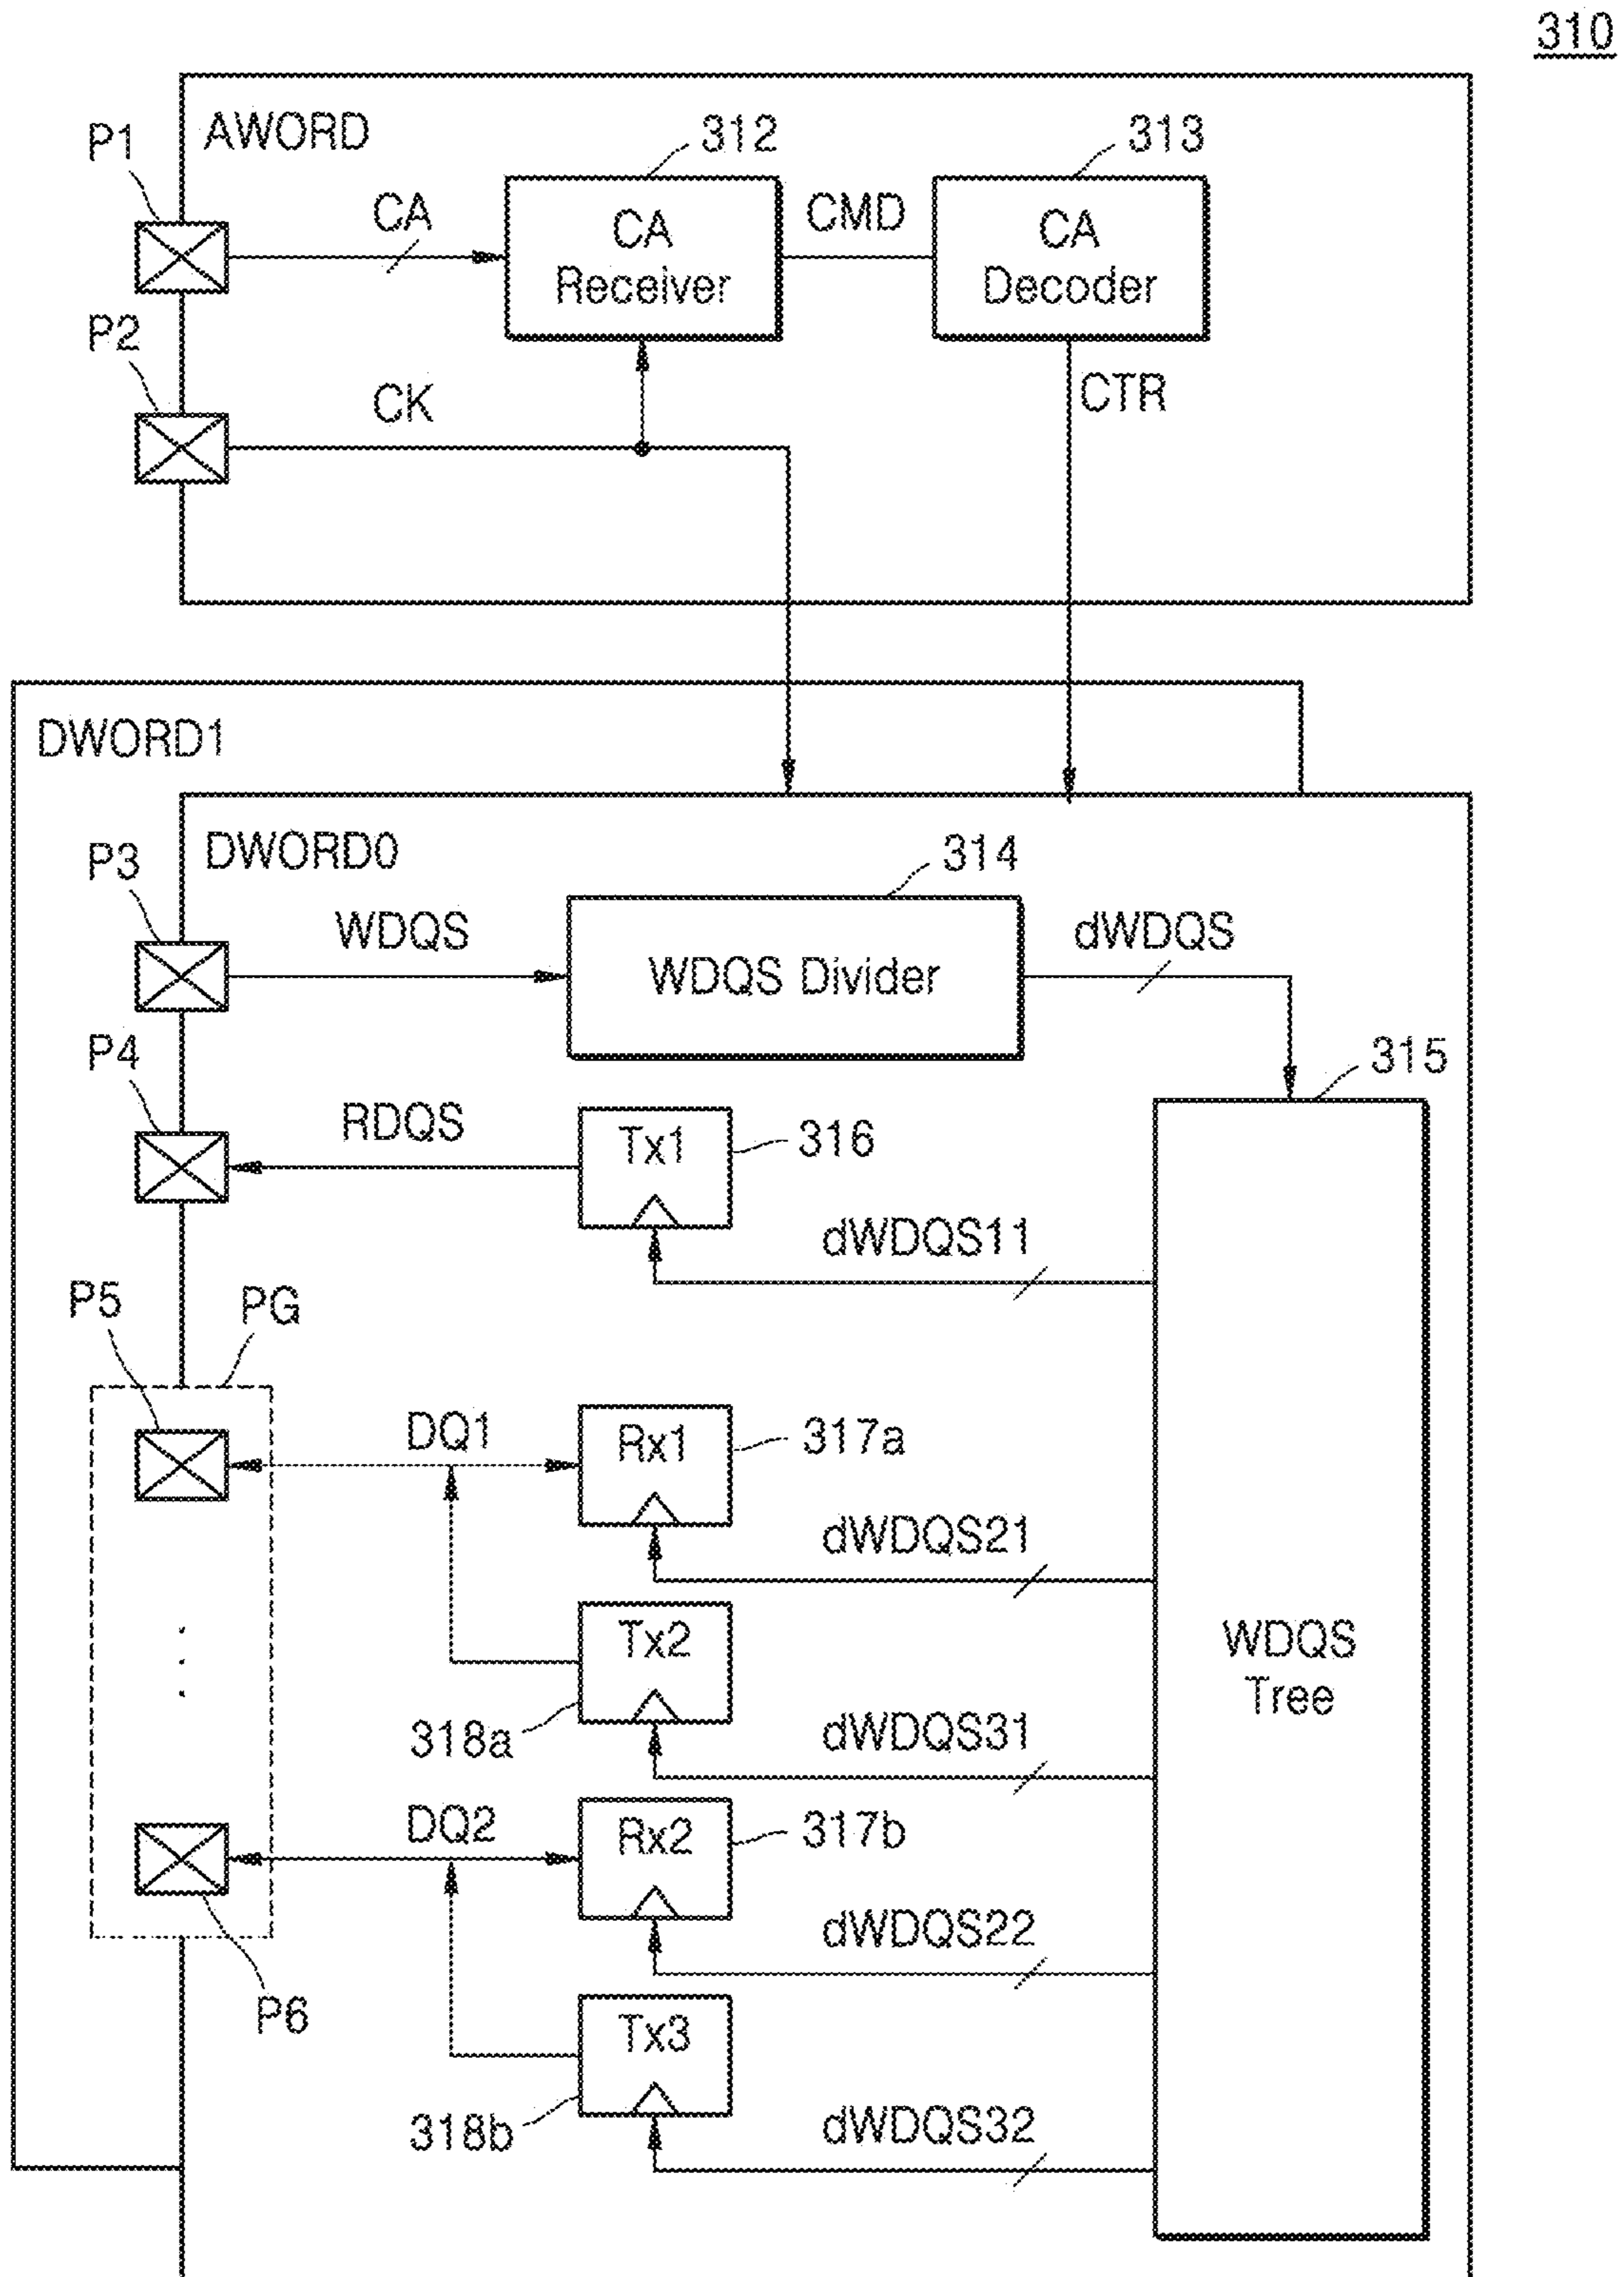 310
AWORD
P1
312
313
CA
CA
Receiver
CMD
CA
Decoder
P2
CK
CTR
DWORD1
DWORD0
P3
314
WDQS
WDQS Divider
dWDQS
P4
315
RDQS
Tx1
316
dWDQS11
P5
PG
DQ1
Rx1
317a
dWDQS21
Tx2
WDQS
Tree
318a
dWDQS31
DQ2
Rx2
317b
dWDQS22
P6
Tx3
318b
dWDQS32